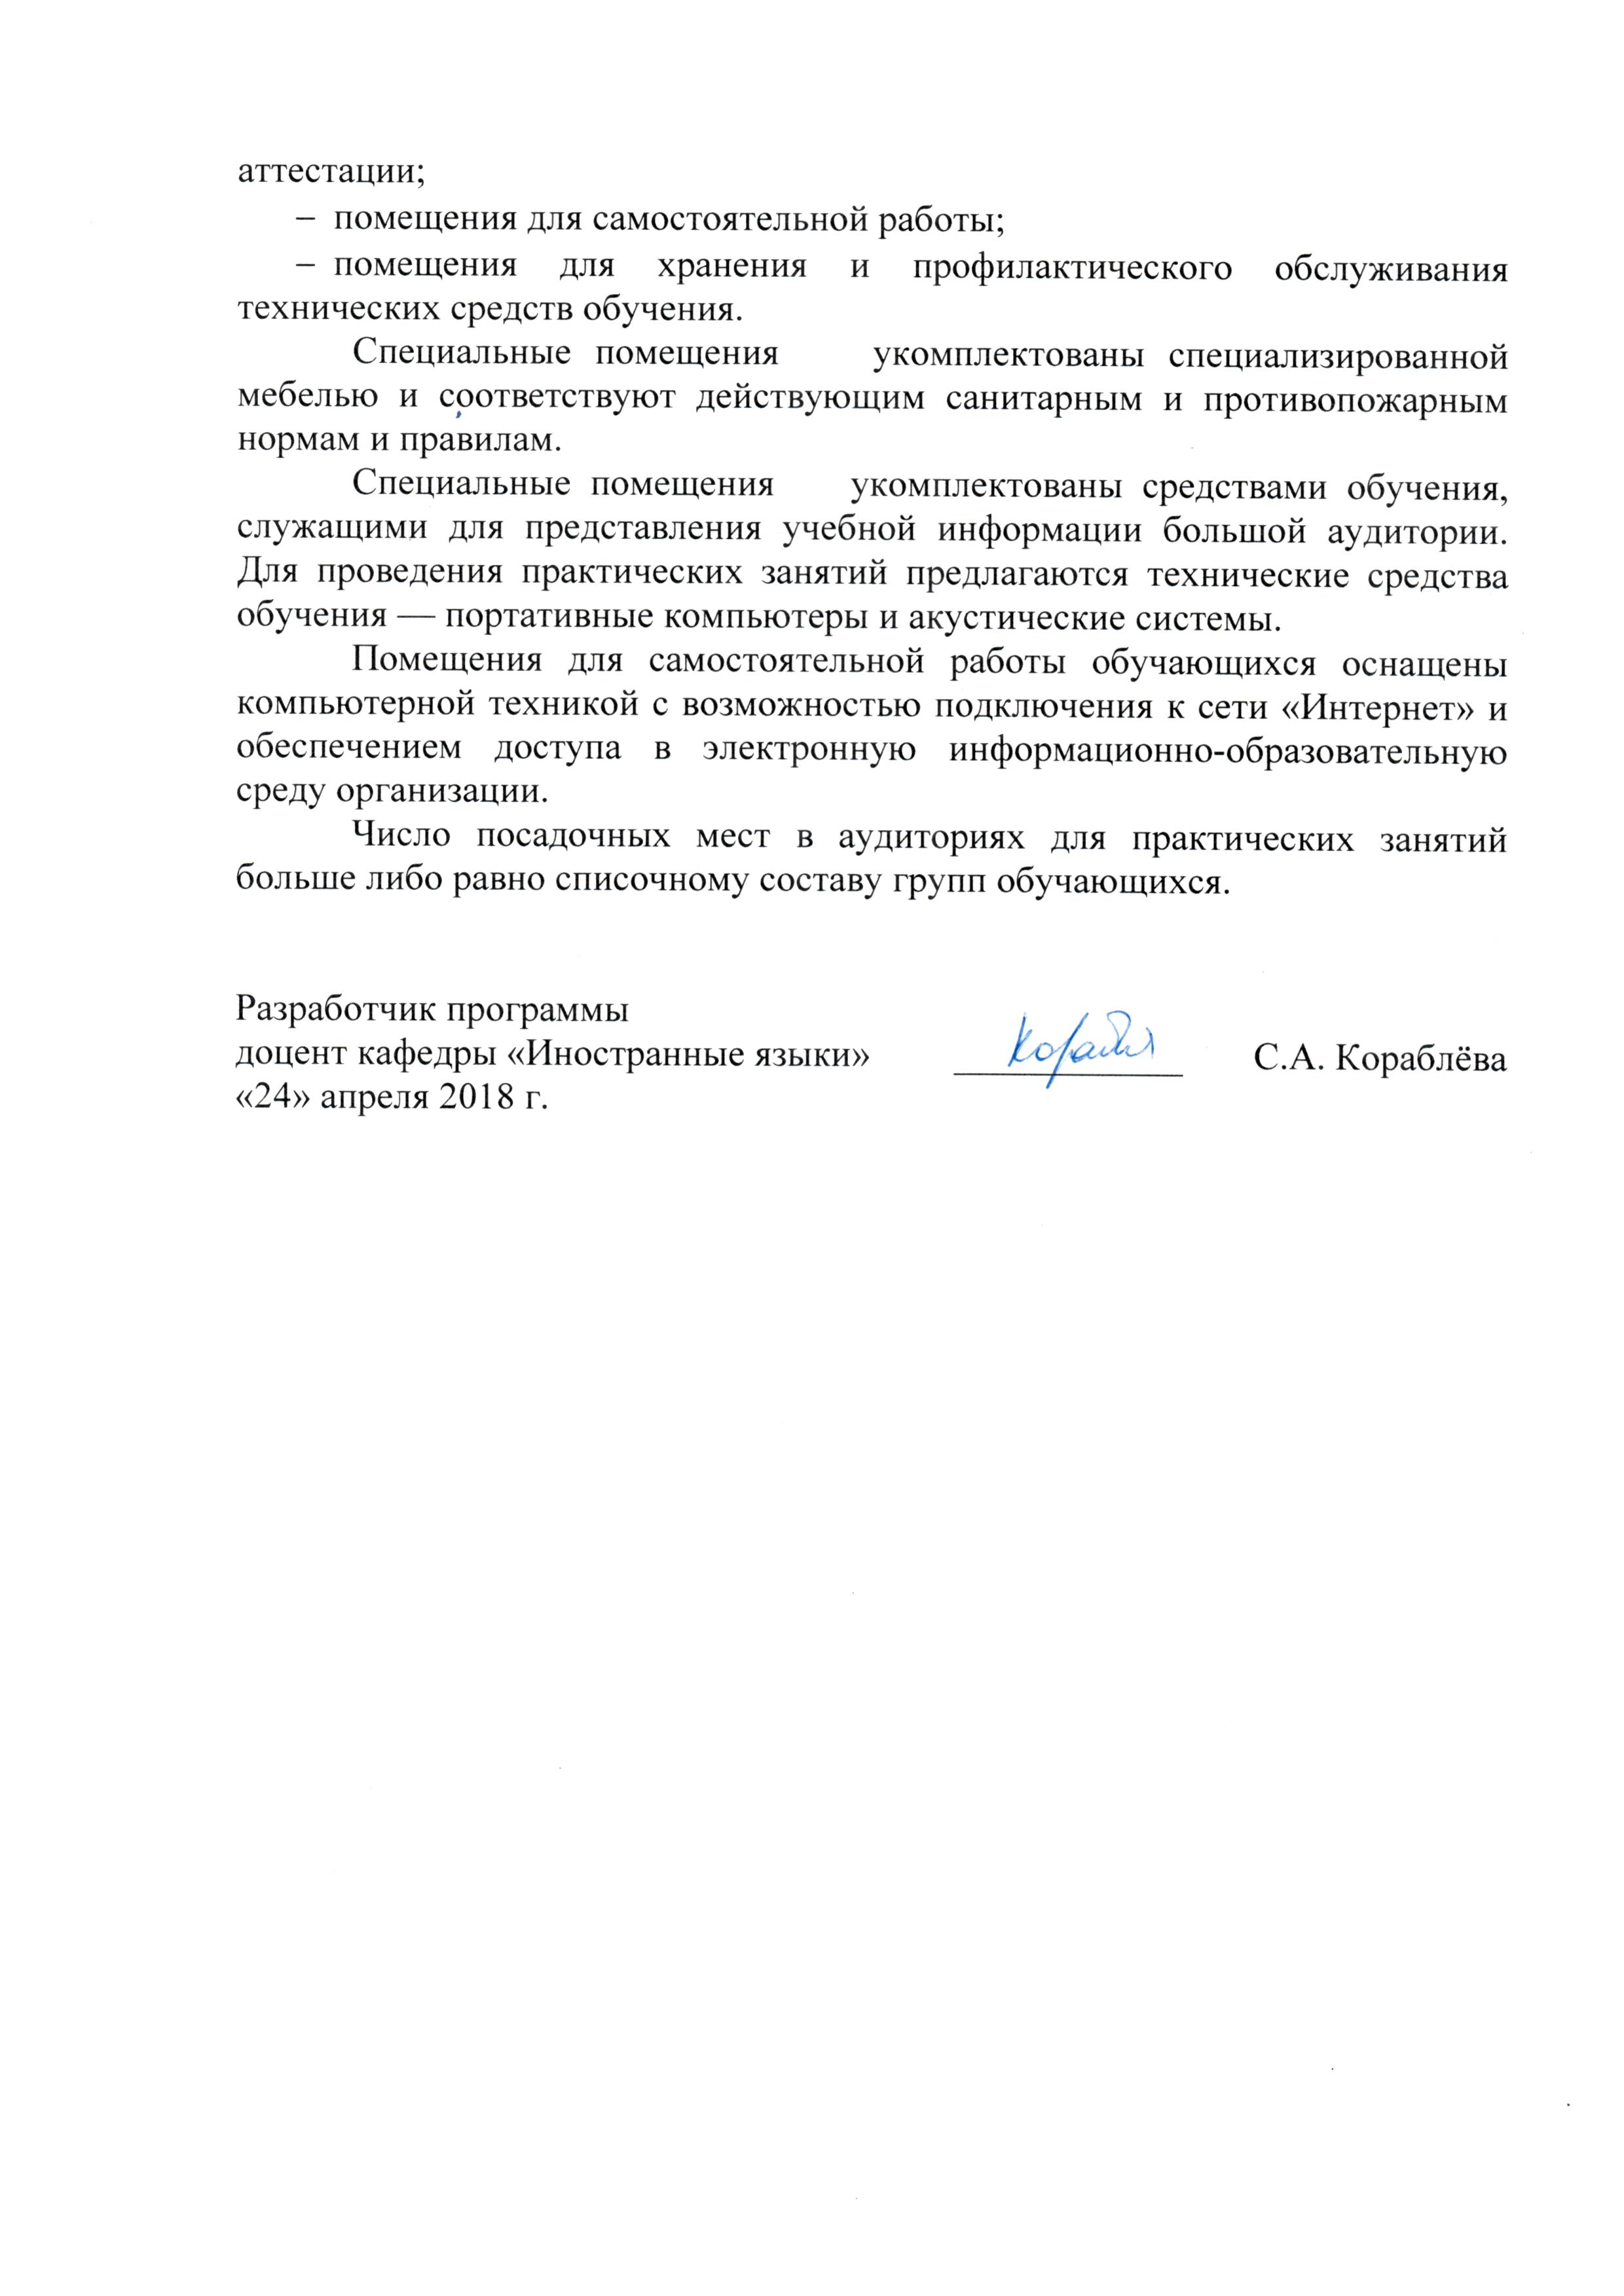 аттестации;
– помещения для самостоятельной работы;
– помещения для хранения и профилактического обслуживания
технических средств обучения.
Специальные помещения укомплектованы специализированной
мебелью и соответствуют действующим санитарным и противопожарным
нормам и правилам.
Специальные помещения укомплектованы средствами обучения,
служащими для представления учебной информации большой аудитории.
Для проведения практических занятий предлагаются технические средства
обучения — портативные компьютеры и акустические системы.
Помещения для самостоятельной работы обучающихся оснащены
компьютерной техникой с возможностью подключения к сети «Интернет» и
обеспечением доступа в электронную информационно-образовательную
среду организации.
Число посадочных мест в аудиториях для практических занятий
больше либо равно списочному составу групп обучающихся.
Разработчик программы
доцент кафедры «Иностранные языки» С.А. Кораблёва
«24» апреля 2018 г.